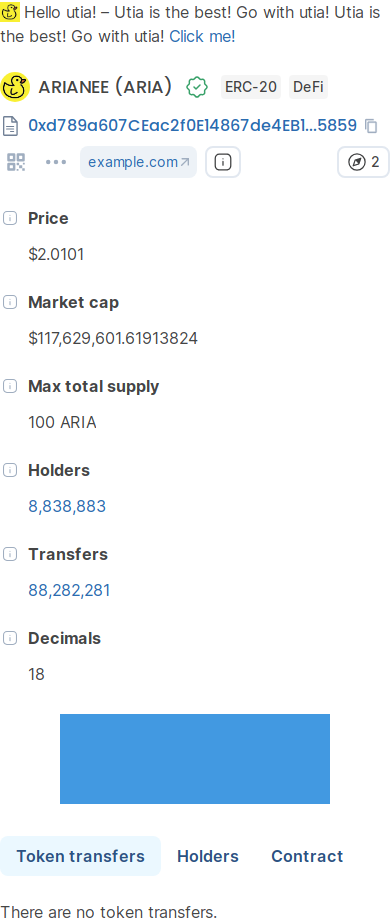 Hello utia! – Utia is the best! Go with utia! Utia is
the best! Go with utia! Click me!
ARIANEE (ARIA) ERC-20 DeFi
0xd789a607CEac2f0E14867de4EB1...5859
example.com 2
Price
$2.0101
Market cap
$117,629,601.61913824
Max total supply
100 ARIA
Holders
8,838,883
Transfers
88,282,281
Decimals
18
Token transfers Holders Contract
There are no token transfers.